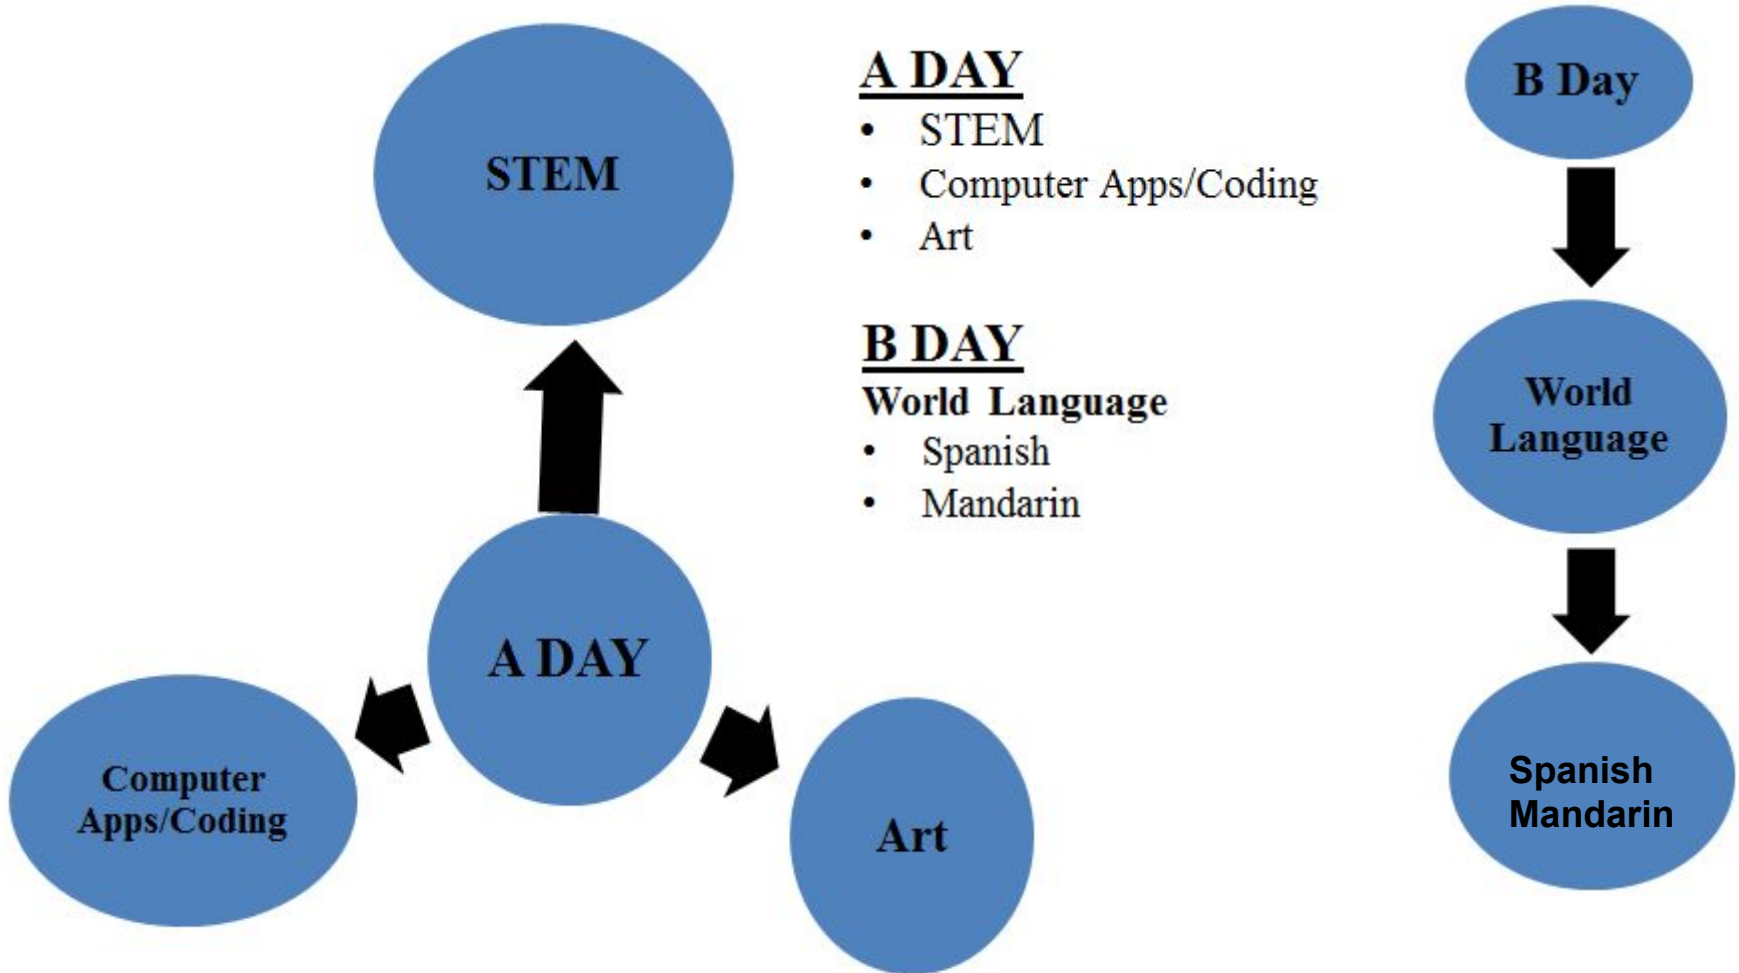 STEM
A DAY
Computer
Apps/Coding
Art
A DAY
• STEM
• Computer Apps/Coding
• Art
B DAY
World Language
• Spanish
• Mandarin
B Day
World
Language
Spanish
Mandarin